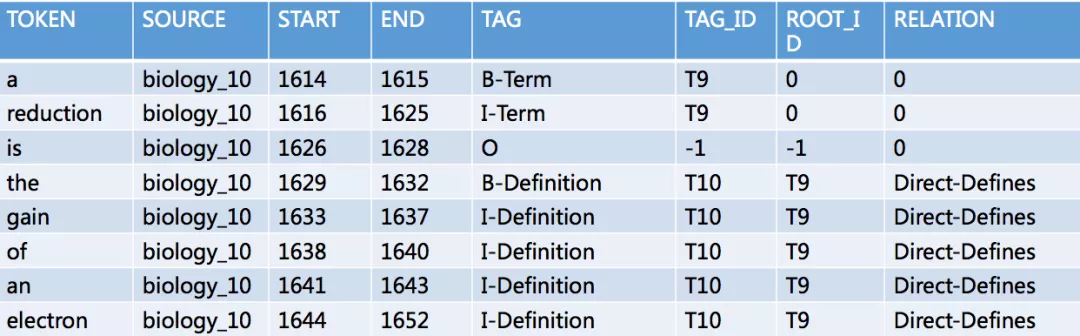 TOKEN SOURCE START END TAG TAG_ID ROOT_I RELATION
D
a biology_10 1614 1615 B-Term T9 0 0
reduction biology_10 1616 1625 I-Term T9 0 0
is biology_10 1626 1628 O -1 -1 0
the biology_10 1629 1632 B-Definition T10 T9 Direct-Defines
gain biology_10 1633 1637 I-Definition T10 T9 Direct-Defines
of biology_10 1638 1640 I-Definition T10 T9 Direct-Defines
an biology_10 1641 1643 I-Definition T10 T9 Direct-Defines
electron biology_10 1644 1652 I-Definition T10 T9 Direct-Defines